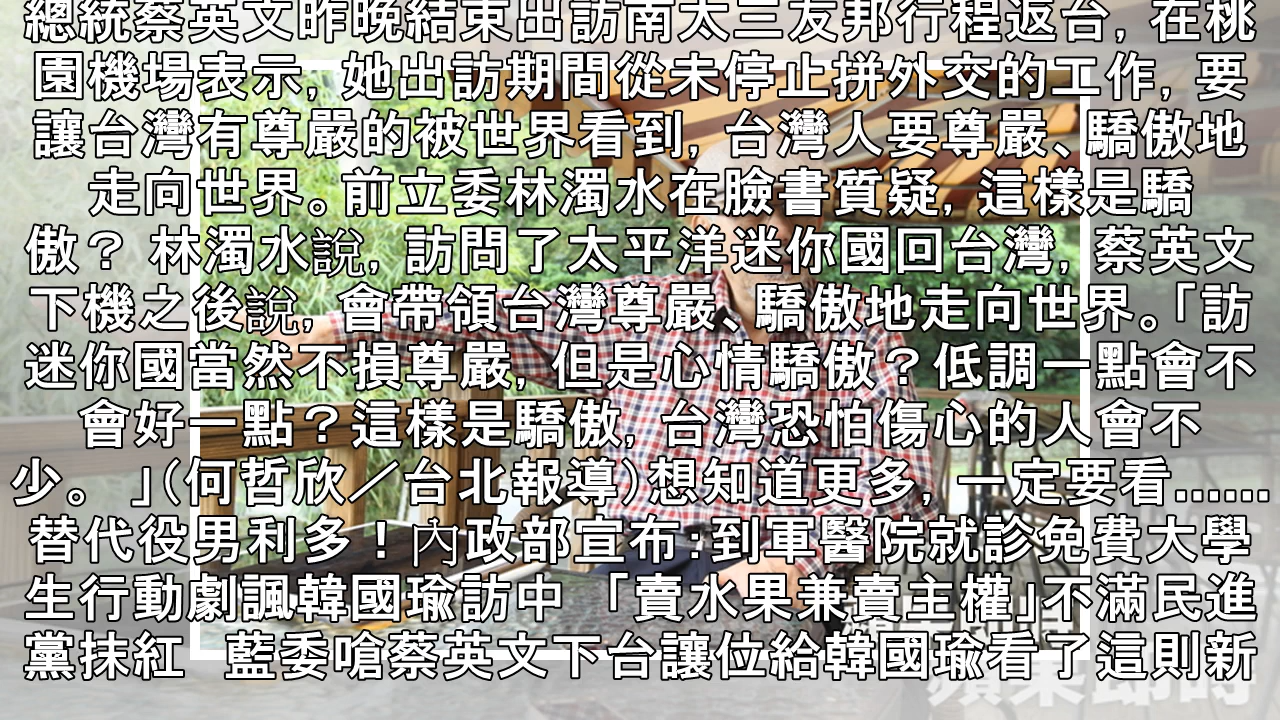 總統蔡英文昨晚結束出訪南太三友邦行程返台, 在桃
園機場表示, 她出訪期間從未停止拼外交的工作, 要
讓台灣有尊嚴的被世界看到, 台灣人要尊嚴、驕傲地
走向世界。前立委林濁水在臉書質疑, 這樣是驕
傲？ 林濁水說, 訪問了太平洋迷你國回台灣, 蔡英文
下機之後說, 會帶領台灣尊嚴、驕傲地走向世界。「訪
迷你國當然不損尊嚴, 但是心情驕傲？低調一點會不
會好一點？這樣是驕傲, 台灣恐怕傷心的人會不
少。 」(何哲欣／台北報導)想知道更多, 一定要看......
替代役男利多！內政部宣布:到軍醫院就診免費大學
生行動劇諷韓國瑜訪中 「賣水果兼賣主權」不滿民進
黨抹紅 藍委嗆蔡英文下台讓位給韓國瑜看了這則新
蘋果即時